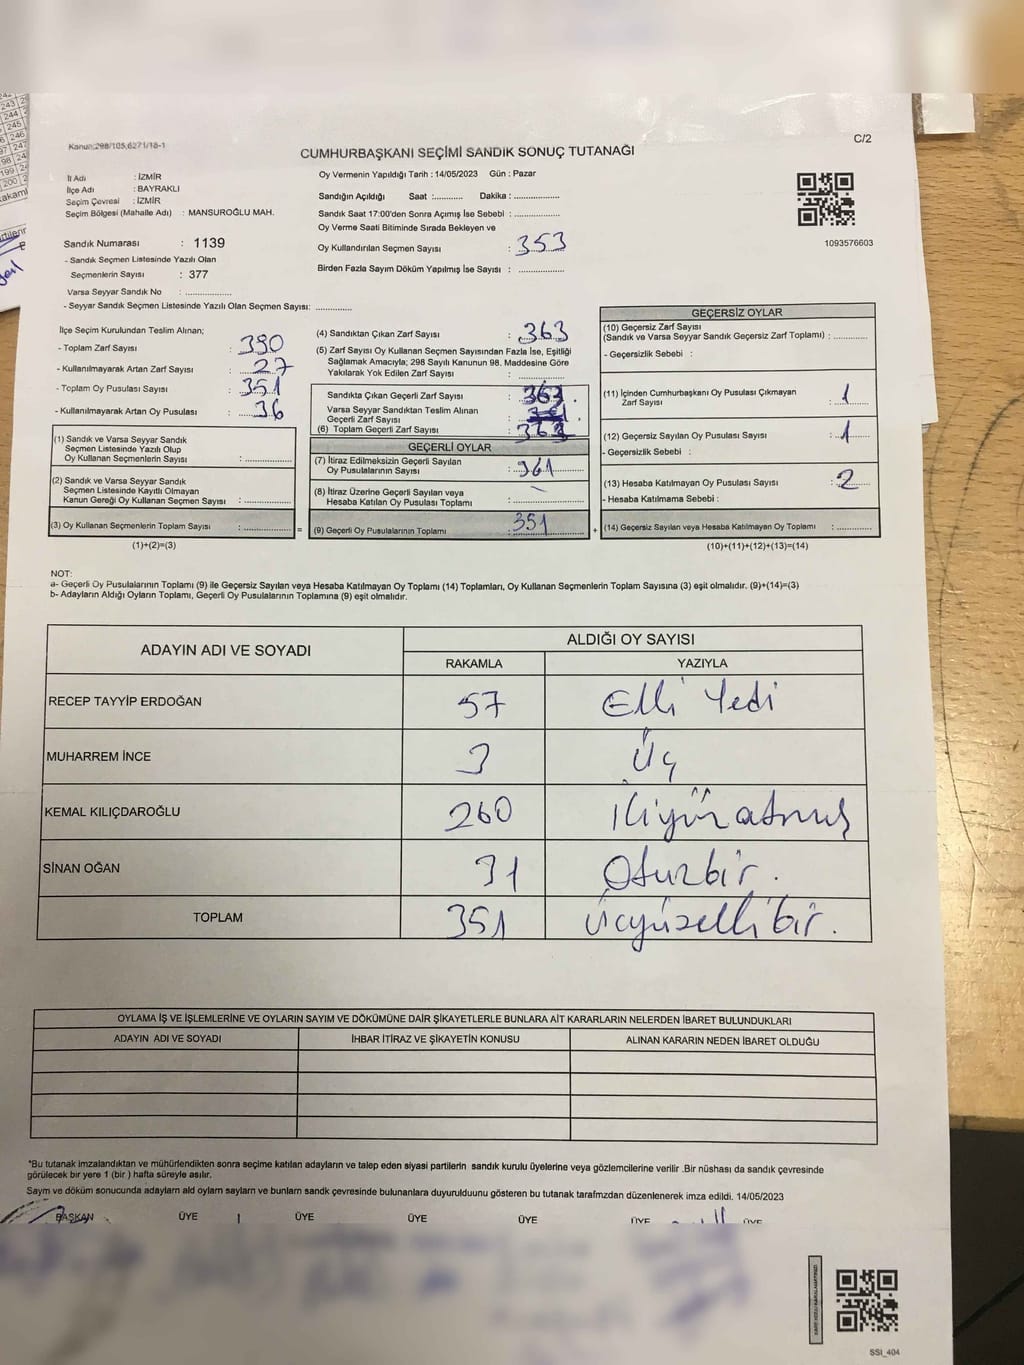 C/2
Kanun:298/105,6271/18-1
CUMHURBAŞKANI SEÇİMİ SANDIK SONUÇ TUTANAĞI
İl Adı : İZMİR
İlçe Adı : BAYRAKLI
Seçim Çevresi : İZMİR
Seçim Bölgesi (Mahalle Adı) : MANSUROĞLU MAH.
Sandık Numarası : 1139
- Sandık Seçmen Listesinde Yazılı Olan
Seçmenlerin Sayısı : 377
Varsa Seyyar Sandık No : ....................
- Seyyar Sandık Seçmen Listesinde Yazılı Olan Seçmen Sayısı: ..............
Oy Vermenin Yapıldığı Tarih : 14/05/2023 Gün : Pazar
Sandığın Açıldığı Saat :............ Dakika : .................
Sandık Saat 17:00'den Sonra Açımış İse Sebebi : .................
Oy Verme Saati Bitiminde Sırada Bekleyen ve
Oy Kullandırılan Seçmen Sayısı : 353
Birden Fazla Sayım Döküm Yapılmış İse Sayısı : .................
1093576603
İlçe Seçim Kurulundan Teslim Alınan;
- Toplam Zarf Sayısı : 390
- Kullanılmayarak Artan Zarf Sayısı : 27
- Toplam Oy Pusulası Sayısı : 351
- Kullanılmayarak Artan Oy Pusulası : 36
(1) Sandık ve Varsa Seyyar Sandık
Seçmen Listesinde Yazılı Olup
Oy Kullanan Seçmenlerin Sayısı : .................
(2) Sandık ve Varsa Seyyar Sandık
Seçmen Listesinde Kayıtlı Olmayan
Kanun Gereği Oy Kullanan Seçmen Sayısı : .................
(3) Oy Kullanan Seçmenlerin Toplam Sayısı : ................. =
(1)+(2)=(3)
(4) Sandıktan Çıkan Zarf Sayısı : 363
(5) Zarf Sayısı Oy Kullanan Seçmen Sayısından Fazla İse, Eşitliği
Sağlamak Amacıyla; 298 Sayılı Kanunun 98. Maddesine Göre
Yakılarak Yok Edilen Zarf Sayısı : .................
Sandıkta Çıkan Geçerli Zarf Sayısı : 363
Varsa Seyyar Sandıktan Teslim Alınan
Geçerli Zarf Sayısı :
(6) Toplam Geçerli Zarf Sayısı : 363
GEÇERLİ OYLAR
(7) İtiraz Edilmeksizin Geçerli Sayılan
Oy Pusulalarının Sayısı : 361
(8) İtiraz Üzerine Geçerli Sayılan veya
Hesaba Katılan Oy Pusulası Toplamı : –
(9) Geçerli Oy Pusulalarının Toplamı : 351 +
GEÇERSİZ OYLAR
(10) Geçersiz Zarf Sayısı
(Sandık ve Varsa Seyyar Sandık Geçersiz Zarf Toplamı) : .............
- Geçersizlik Sebebi :
(11) İçinden Cumhurbaşkanı Oy Pusulası Çıkmayan
Zarf Sayısı : 1
(12) Geçersiz Sayılan Oy Pusulası Sayısı : 1
- Geçersizlik Sebebi :
(13) Hesaba Katılmayan Oy Pusulası Sayısı : 2
- Hesaba Katılmama Sebebi :
(14) Geçersiz Sayılan veya Hesaba Katılmayan Oy Toplamı : .............
(10)+(11)+(12)+(13)=(14)
NOT:
a- Geçerli Oy Pusulalarının Toplamı (9) ile Geçersiz Sayılan veya Hesaba Katılmayan Oy Toplamı (14) Toplamları, Oy Kullanan Seçmenlerin Toplam Sayısına (3) eşit olmalıdır. (9)+(14)=(3)
b- Adayların Aldığı Oyların Toplamı, Geçerli Oy Pusulalarının Toplamına (9) eşit olmalıdır.
ADAYIN ADI VE SOYADI ALDIĞI OY SAYISI
RAKAMLA YAZIYLA
RECEP TAYYİP ERDOĞAN 57 Elli Yedi
MUHARREM İNCE 3 Üç
KEMAL KILIÇDAROĞLU 260 ikiyüz atmış
SİNAN OĞAN 31 Otuzbir.
TOPLAM 351 üçyüzelli bir.
OYLAMA İŞ VE İŞLEMLERİNE VE OYLARIN SAYIM VE DÖKÜMÜNE DAİR ŞİKAYETLERLE BUNLARA AİT KARARLARIN NELERDEN İBARET BULUNDUKLARI
ADAYIN ADI VE SOYADI İHBAR İTİRAZ VE ŞİKAYETİN KONUSU ALINAN KARARIN NEDEN İBARET OLDUĞU
*Bu tutanak imzalandıktan ve mühürlendikten sonra seçime katılan adayların ve talep eden siyasi partilerin sandık kurulu üyelerine veya gözlemcilerine verilir .Bir nüshası da sandık çevresinde
görülecek bir yere 1 (bir ) hafta süreyle asılır.
Sayım ve döküm sonucunda adayların ald oyların sayların ve bunların sandk çevresinde bulunanlara duyurulduunu gösteren bu tutanak tarafmzdan düzenlenerek imza edildi. 14/05/2023
BAŞKAN ÜYE ÜYE ÜYE ÜYE ÜYE ÜYE
SSİ_404